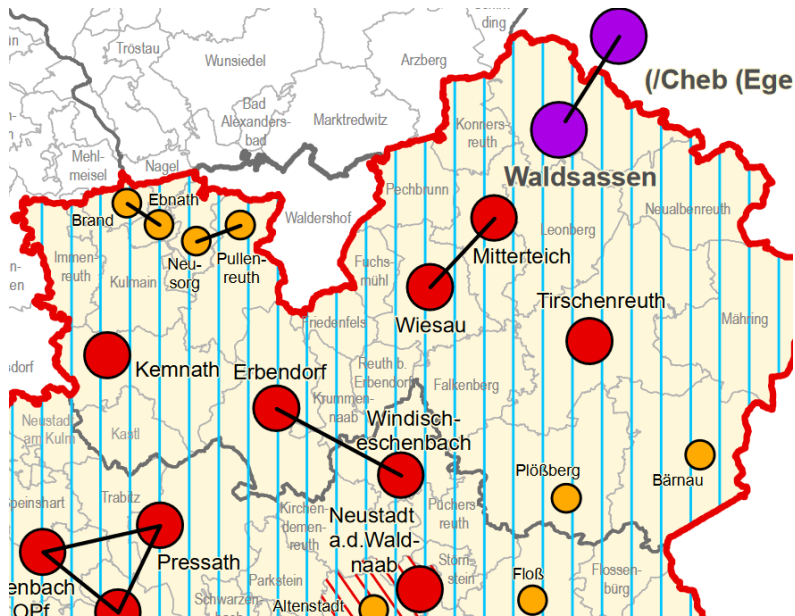 Tröstau
Wunsiedel
Arzberg
ding
(/Cheb (Ege
Bad
Alexanders-
bad
Marktredwitz
Konners-
reuth
Mehl-
meisel
Nagel
Waldsassen
Ebnath
Brand
Pechbrunn
Waldershof
Neualbenreuth
Leonberg
Immen-
reuth
Kulmain
Neu-
sorg
Pullen-
reuth
Fuchs-
mühl
Mitterteich
Tirschenreuth
Wiesau
Friedenfels
Mähring
Kemnath
Erbendorf
Reuth b.
Erbendorf
Falkenberg
Krummen-
naab
Windisch-
eschenbach
Neustadt
am Kulm
Kastl
Plößberg
Bärnau
Speinshart
Trabitz
Kirchen-
demen-
reuth
Neustadt
a.d.Wald-
naab
Püchers-
reuth
Pressath
Störn-
stein
Floß
Flossen-
bürg
enbach
OPf
Parkstein
Schwarzen-
bach
Altenstadt